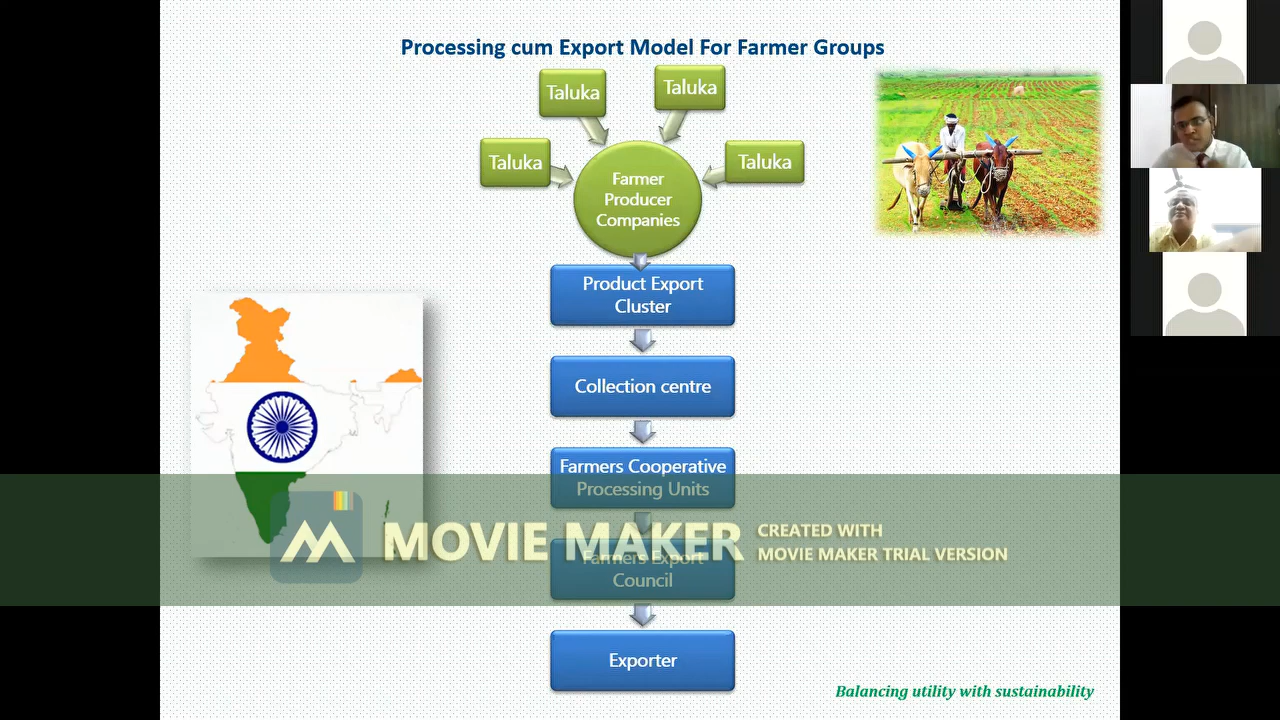 Processing cum Export Model For Farmer Groups
Taluka
Taluka
Taluka
Taluka
Farmer
Producer
Companies
Product Export
Cluster
Collection centre
Farmers Cooperative
Processing Units
MOVIE MAKER
CREATED WITH
MOVIE MAKER TRIAL VERSION
Farmers Export
Council
Exporter
Balancing utility with sustainability